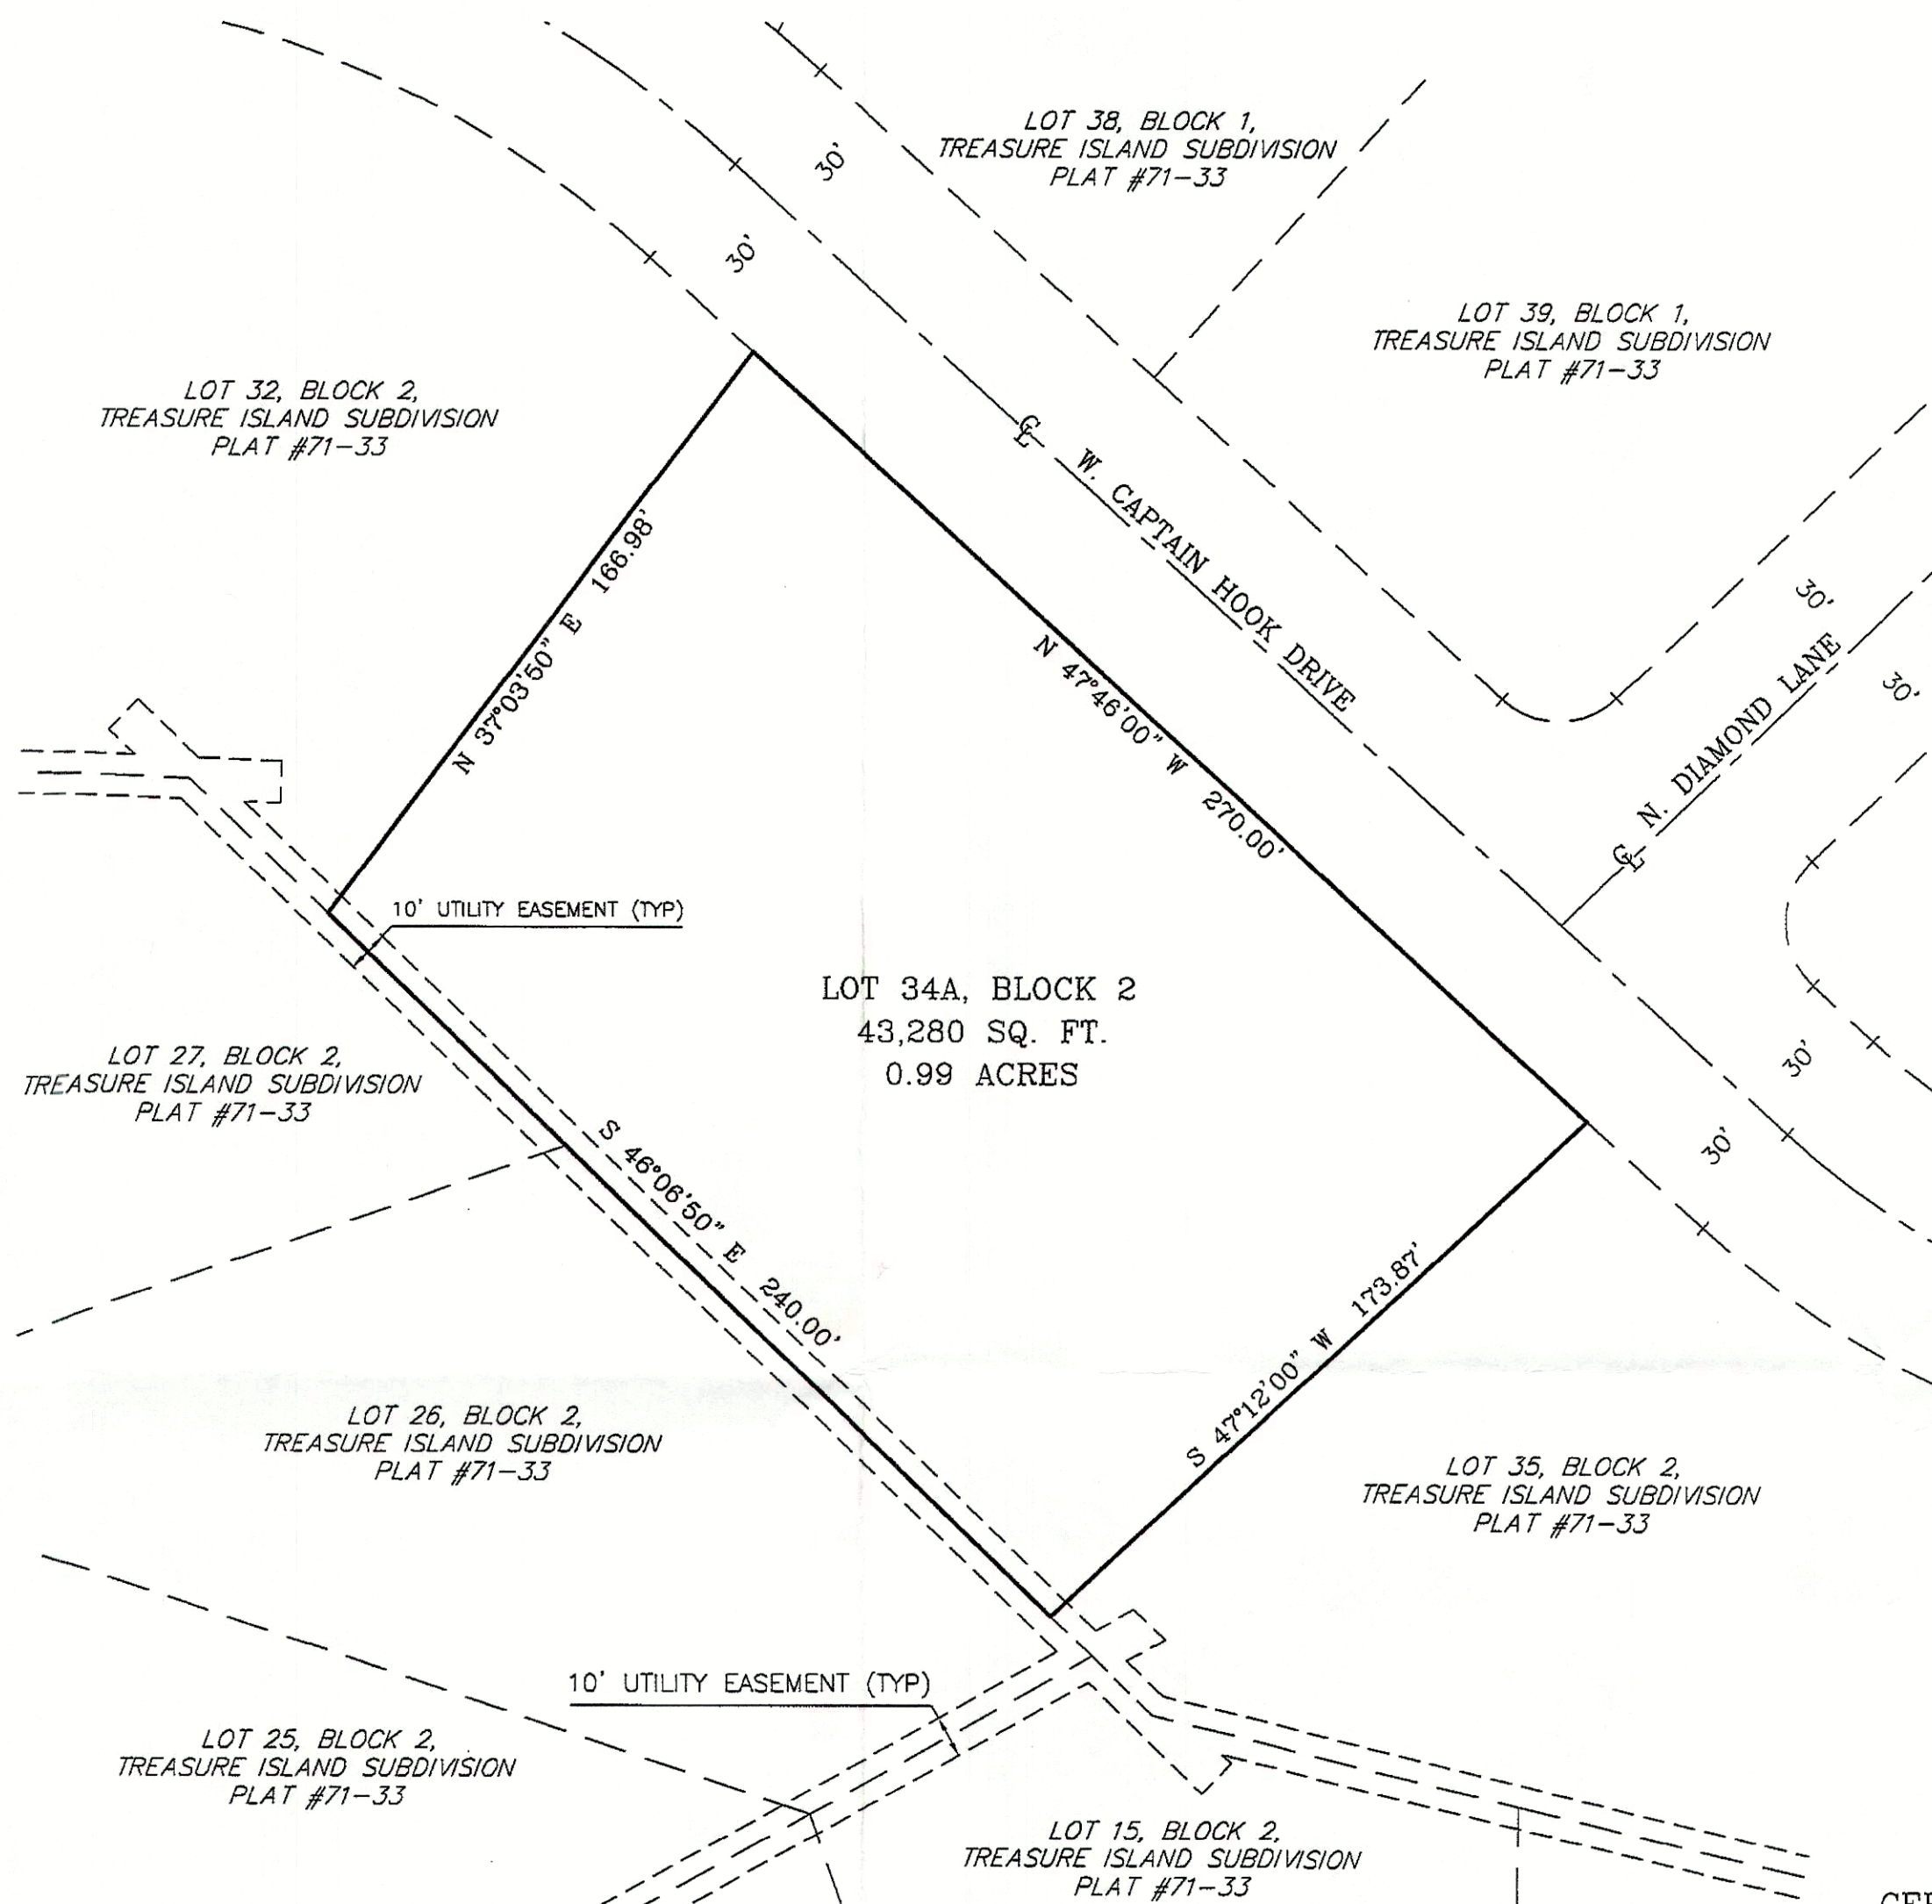 LOT 38, BLOCK 1,
TREASURE ISLAND SUBDIVISION
PLAT #71-33
30'
30'
LOT 39, BLOCK 1,
TREASURE ISLAND SUBDIVISION
PLAT #71-33
LOT 32, BLOCK 2,
TREASURE ISLAND SUBDIVISION
PLAT #71-33
CL W. CAPTAIN HOOK DRIVE
N 37°03'50" E 166.98'
N 47°46'00" W 270.00'
30'
30'
CL N. DIAMOND LANE
10' UTILITY EASEMENT (TYP)
LOT 34A, BLOCK 2
43,280 SQ. FT.
0.99 ACRES
30'
30'
LOT 27, BLOCK 2,
TREASURE ISLAND SUBDIVISION
PLAT #71-33
S 46°06'50" E 240.00'
S 47°12'00" W 173.87'
LOT 26, BLOCK 2,
TREASURE ISLAND SUBDIVISION
PLAT #71-33
LOT 35, BLOCK 2,
TREASURE ISLAND SUBDIVISION
PLAT #71-33
10' UTILITY EASEMENT (TYP)
LOT 25, BLOCK 2,
TREASURE ISLAND SUBDIVISION
PLAT #71-33
LOT 15, BLOCK 2,
TREASURE ISLAND SUBDIVISION
PLAT #71-33